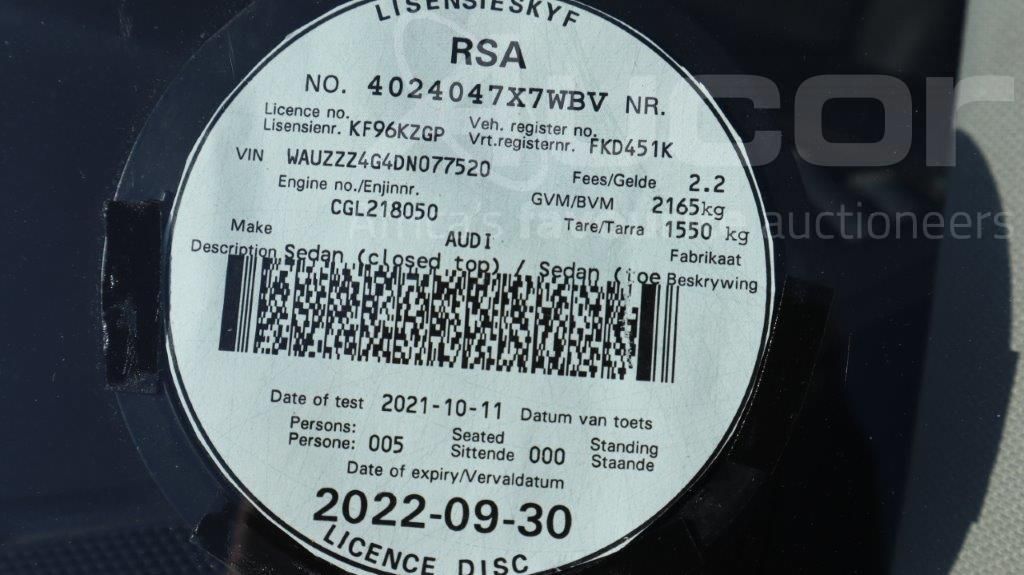 LISENSIESKYF
RSA
NO. 4024047X7WBV NR.
Licence no. Veh. register no.
Lisensienr. KF96KZGP Vrt.registernr. FKD451K
VIN WAUZZZ4G4DN077520 Fees/Gelde 2.2
Engine no./Enjinnr. GVM/BVM 2165kg
CGL218050 Tare/Tarra 1550 kg
Make AUDI Fabrikaat
Description Sedan (closed top) / Sedan (toe Beskrywing
Date of test 2021-10-11 Datum van toets
Persons: Seated Standing
Persone: 005 Sittende 000 Staande
Date of expiry/Vervaldatum
2022-09-30
LICENCE DISC
auctioneers